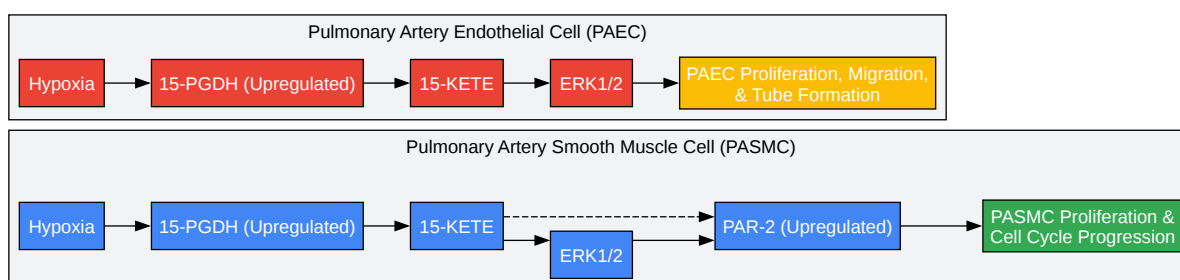 Pulmonary Artery Endothelial Cell (PAEC)
Hypoxia
15-PGDH (Upregulated)
15-KETE
ERK1/2
PAEC Proliferation, Migration,
& Tube Formation
Pulmonary Artery Smooth Muscle Cell (PASMC)
Hypoxia
15-PGDH (Upregulated)
15-KETE
ERK1/2
PAR-2 (Upregulated)
PASMC Proliferation &
Cell Cycle Progression